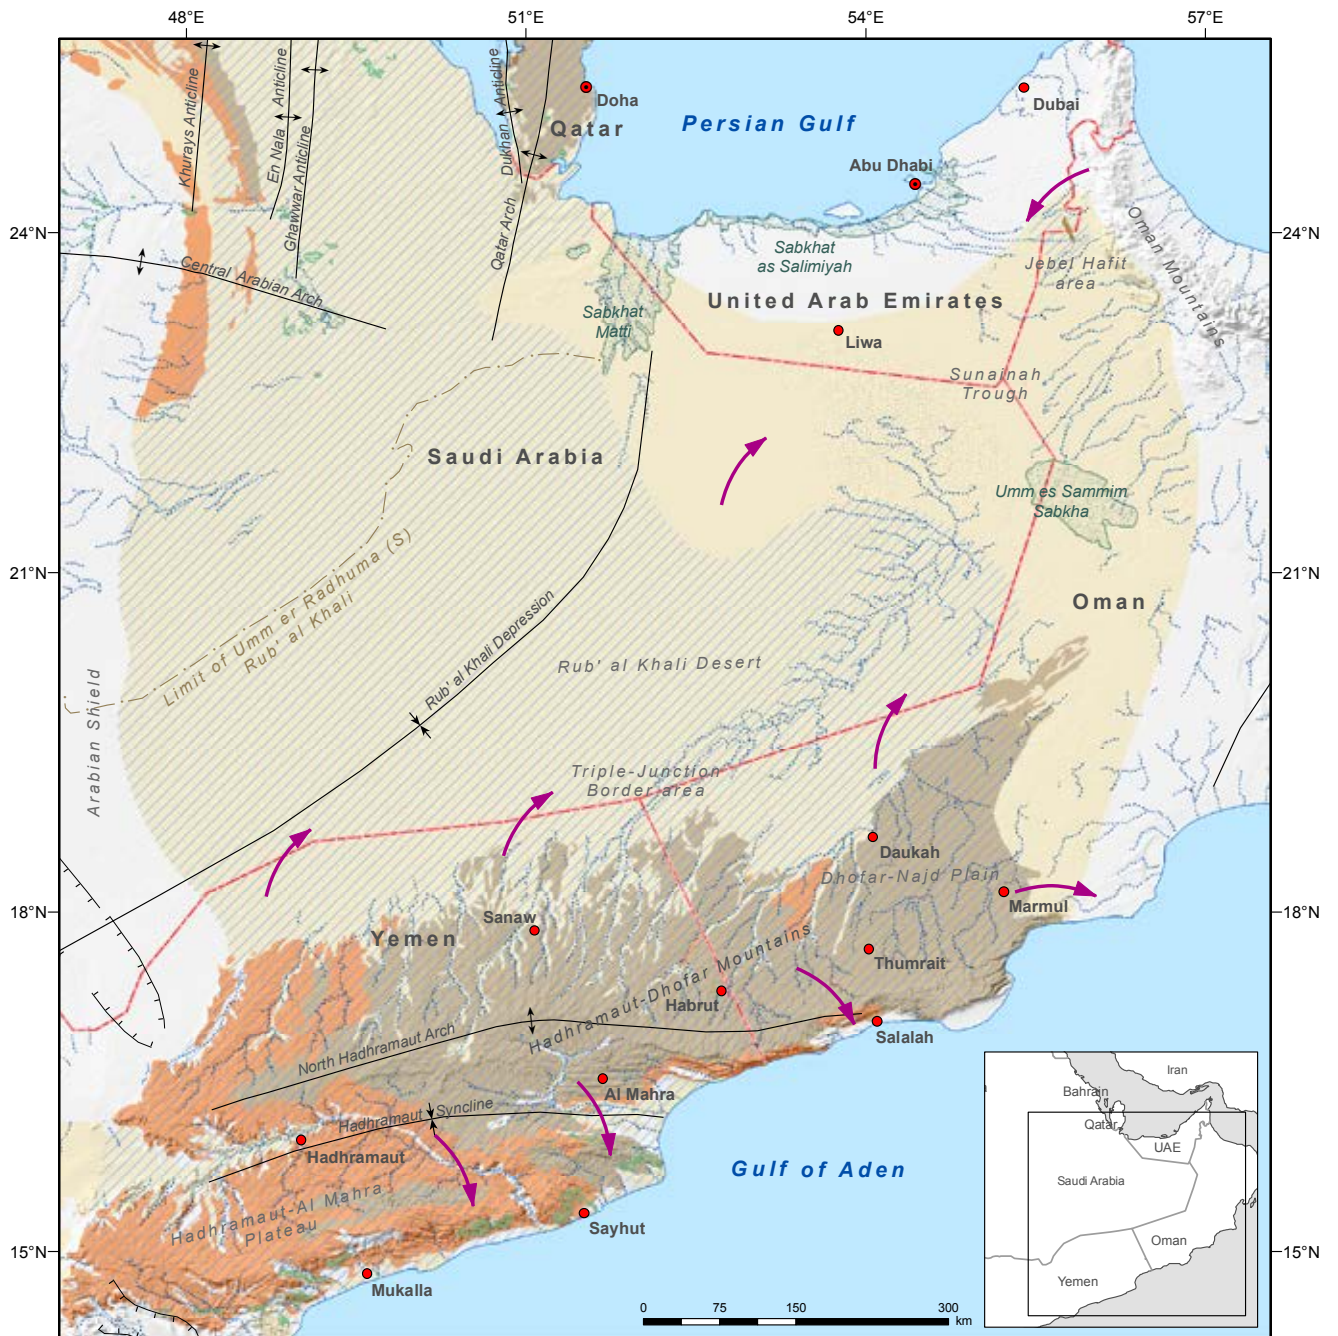 48°E
51°E
54°E
57°E
24°N
21°N
18°N
15°N
24°N
21°N
18°N
15°N
Khurays Anticline
En Nala Anticline
Ghawwar Anticline
Dukhan Anticline
Qatar Arch
Central Arabian Arch
Doha
Qatar
Persian Gulf
Dubai
Abu Dhabi
Oman Mountains
Sabkhat
as Salimiyah
Jebel Hafit
area
United Arab Emirates
Sabkhat
Matti
Liwa
Sunainah
Trough
Saudi Arabia
Umm es Sammim
Sabkha
Limit of Umm er Radhuma (S)
Rub' al Khali
Oman
Rub' al Khali Depression
Rub' al Khali Desert
Arabian Shield
Triple-Junction
Border area
Daukah
Dhofar-Najd Plain
Marmul
Sanaw
Yemen
Thumrait
Hadhramaut-Dhofar Mountains
Habrut
Salalah
North Hadhramaut Arch
Al Mahra
Hadhramaut Syncline
Hadhramaut
Gulf of Aden
Hadhramaut-Al Mahra
Plateau
Sayhut
Mukalla
0
75
150
300
km
Iran
Bahrain
Qatar
UAE
Saudi Arabia
Oman
Yemen